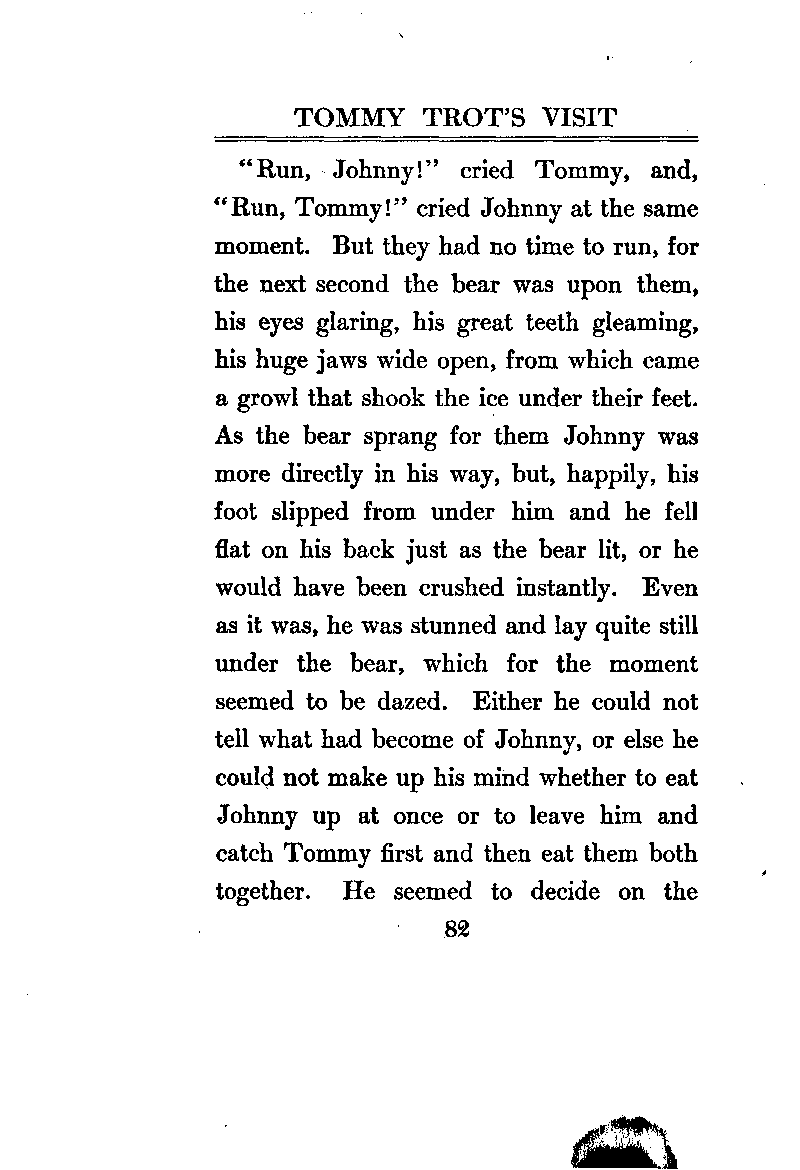 TOMMY TROT'S VISIT
"Run, Johnny!" cried Tommy, and,
"Run, Tommy!" cried Johnny at the same
moment. But they had no time to run, for
the next second the bear was upon them,
his eyes glaring, his great teeth gleaming,
his huge jaws wide open, from which came
a growl that shook the ice under their feet.
As the bear sprang for them Johnny was
more directly in his way, but, happily, his
foot slipped from under him and he fell
flat on his back just as the bear lit, or he
would have been crushed instantly. Even
as it was, he was stunned and lay quite still
under the bear, which for the moment
seemed to be dazed. Either he could not
tell what had become of Johnny, or else he
could not make up his mind whether to eat
Johnny up at once or to leave him and
catch Tommy first and then eat them both
together. He seemed to decide on the
82